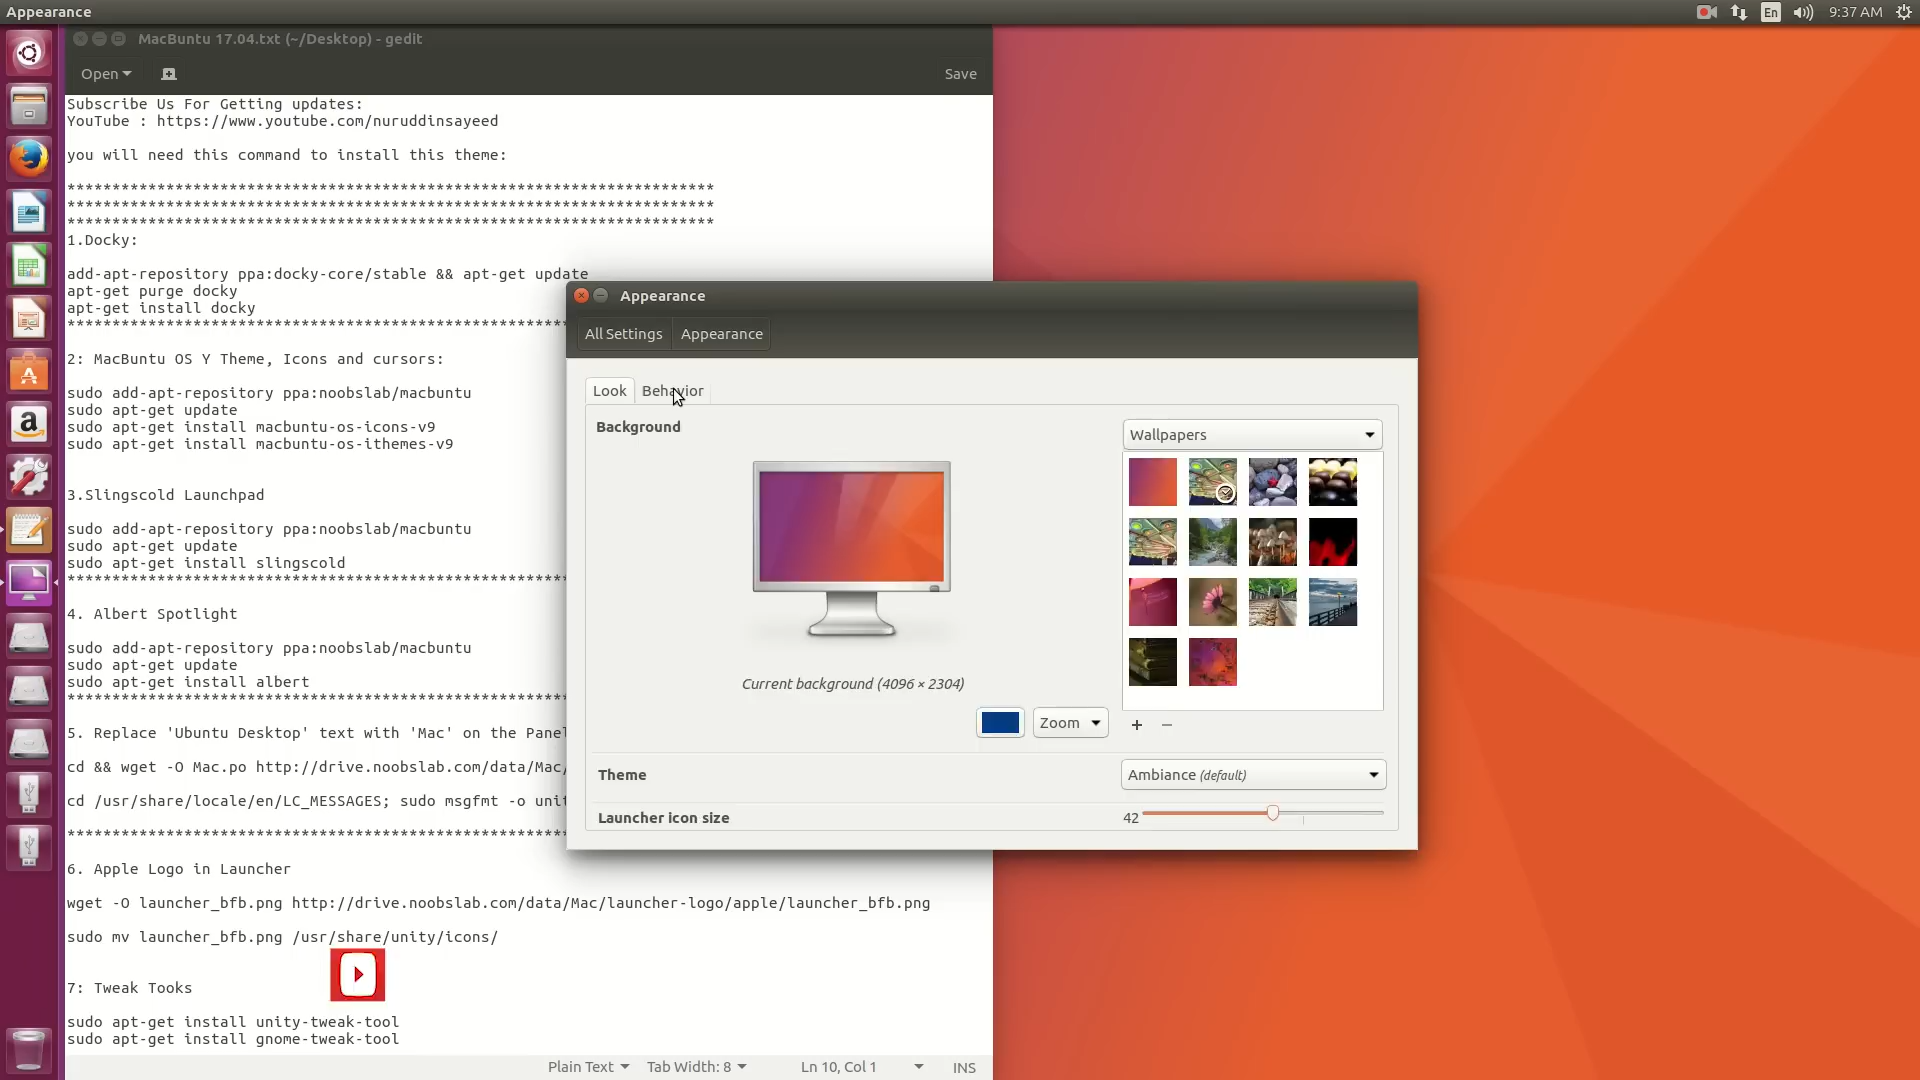 Appearance
En
9:37 AM
MacBuntu 17.04.txt (~/Desktop) - gedit
Open
Save
Subscribe Us For Getting updates:
YouTube : https://www.youtube.com/nuruddinsayeed
you will need this command to install this theme:
************************************************************************
************************************************************************
************************************************************************
1.Docky:
add-apt-repository ppa:docky-core/stable && apt-get update
apt-get purge docky
apt-get install docky
********************************************************
2: MacBuntu OS Y Theme, Icons and cursors:
sudo add-apt-repository ppa:noobslab/macbuntu
sudo apt-get update
sudo apt-get install macbuntu-os-icons-v9
sudo apt-get install macbuntu-os-ithemes-v9
3.Slingscold Launchpad
sudo add-apt-repository ppa:noobslab/macbuntu
sudo apt-get update
sudo apt-get install slingscold
********************************************************
4. Albert Spotlight
sudo add-apt-repository ppa:noobslab/macbuntu
sudo apt-get update
sudo apt-get install albert
********************************************************
5. Replace 'Ubuntu Desktop' text with 'Mac' on the Panel
cd && wget -O Mac.po http://drive.noobslab.com/data/Mac/
cd /usr/share/locale/en/LC_MESSAGES; sudo msgfmt -o unit
********************************************************
6. Apple Logo in Launcher
wget -O launcher_bfb.png http://drive.noobslab.com/data/Mac/launcher-logo/apple/launcher_bfb.png
sudo mv launcher_bfb.png /usr/share/unity/icons/
7: Tweak Tooks
sudo apt-get install unity-tweak-tool
sudo apt-get install gnome-tweak-tool
Plain Text
Tab Width: 8
Ln 10, Col 1
INS
Appearance
All Settings
Appearance
Look
Behavior
Background
Wallpapers
Current background (4096 × 2304)
Zoom
+
−
Theme
Ambiance (default)
Launcher icon size
42